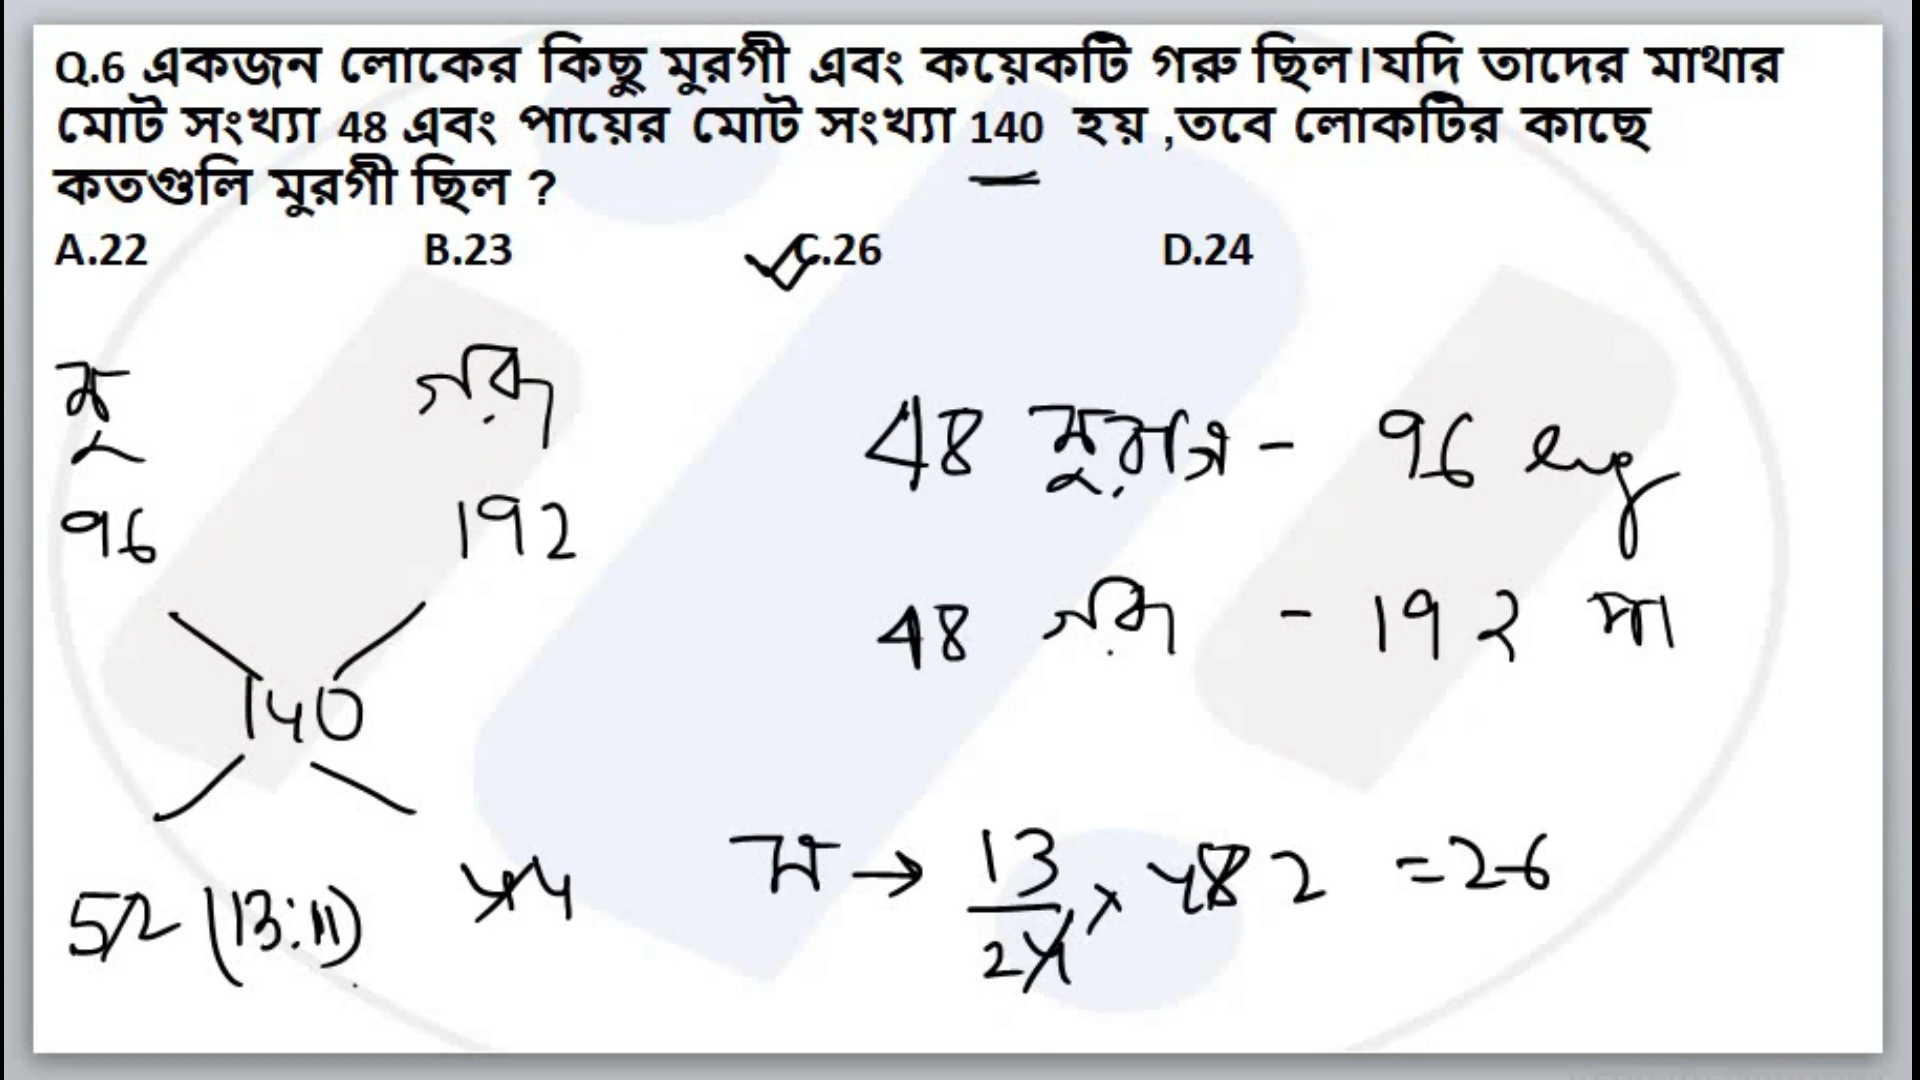 Q.6 একজন লোকের কিছু মুরগী এবং কয়েকটি গরু ছিল।যদি তাদের মাথার
মোট সংখ্যা 48 এবং পায়ের মোট সংখ্যা 140 হয় ,তবে লোকটির কাছে
কতগুলি মুরগী ছিল ?
A.22 B.23 C.26 D.24
মু গরু
48 মুরগি - 96 leg
96 192
48 গরু - 192 পা
140
52 (13:11) 44
ম → 13/24 × 48 2 = 26